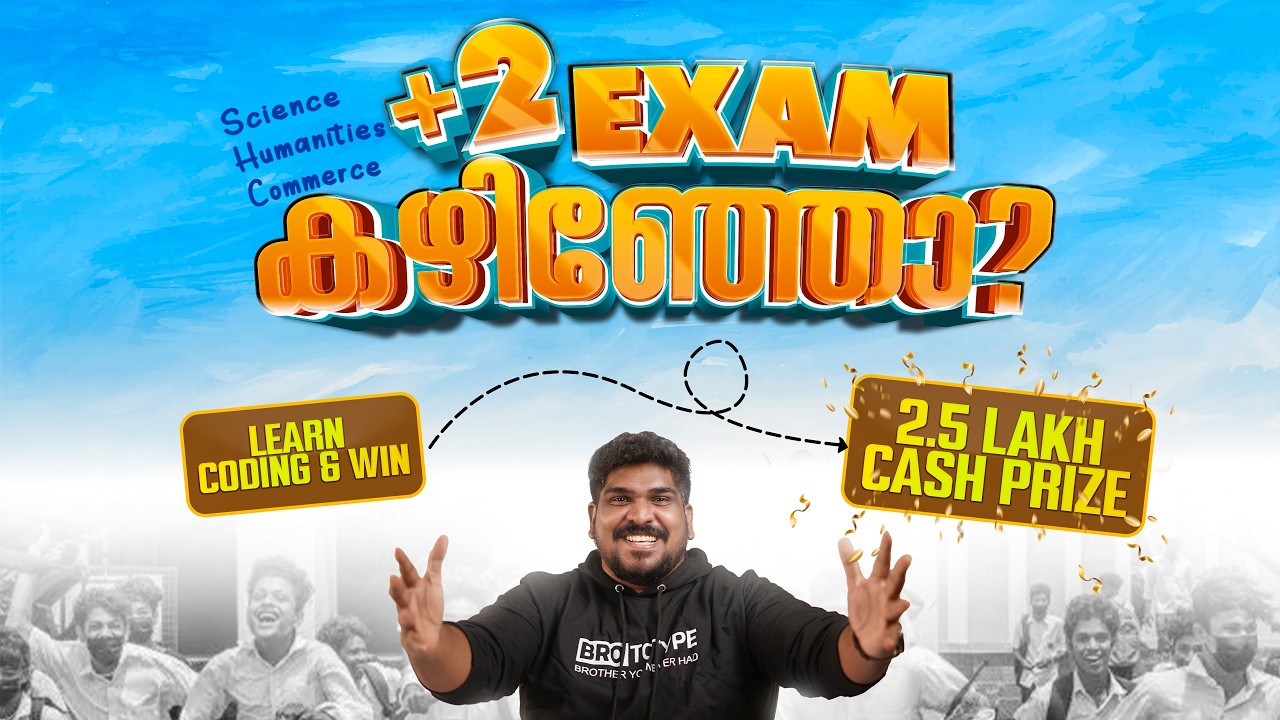 Science
Humanities
Commerce
+2 EXAM
കഴിഞ്ഞോ?
LEARN
CODING & WIN
2.5 LAKH
CASH PRIZE
BROTOTYPE
BROTHER YOU NEVER HAD